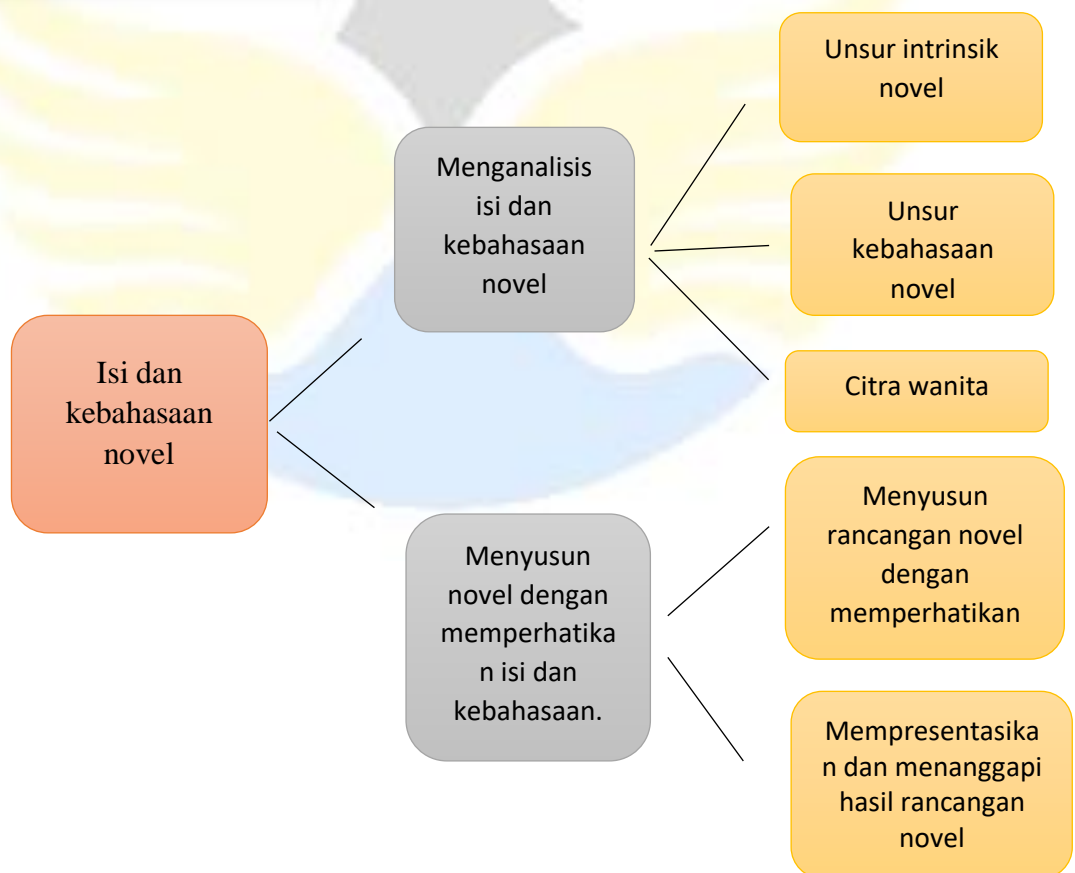 Isi dan
kebahasaan
novel
Menganalisis
isi dan
kebahasaan
novel
Unsur intrinsik
novel
Unsur
kebahasaan
novel
Citra wanita
Menyusun
novel dengan
memperhatika
n isi dan
kebahasaan.
Menyusun
rancangan novel
dengan
memperhatikan
Mempresentasika
n dan menanggapi
hasil rancangan
novel